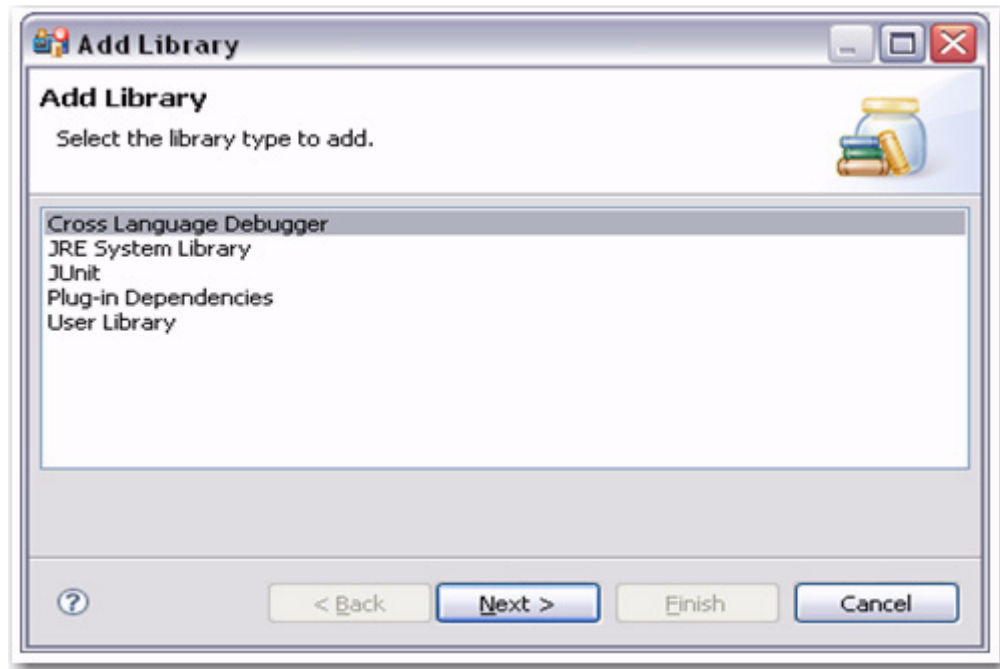 Add Library
Add Library
Select the library type to add.
Cross Language Debugger
JRE System Library
JUnit
Plug-in Dependencies
User Library
?
< Back
Next >
Finish
Cancel